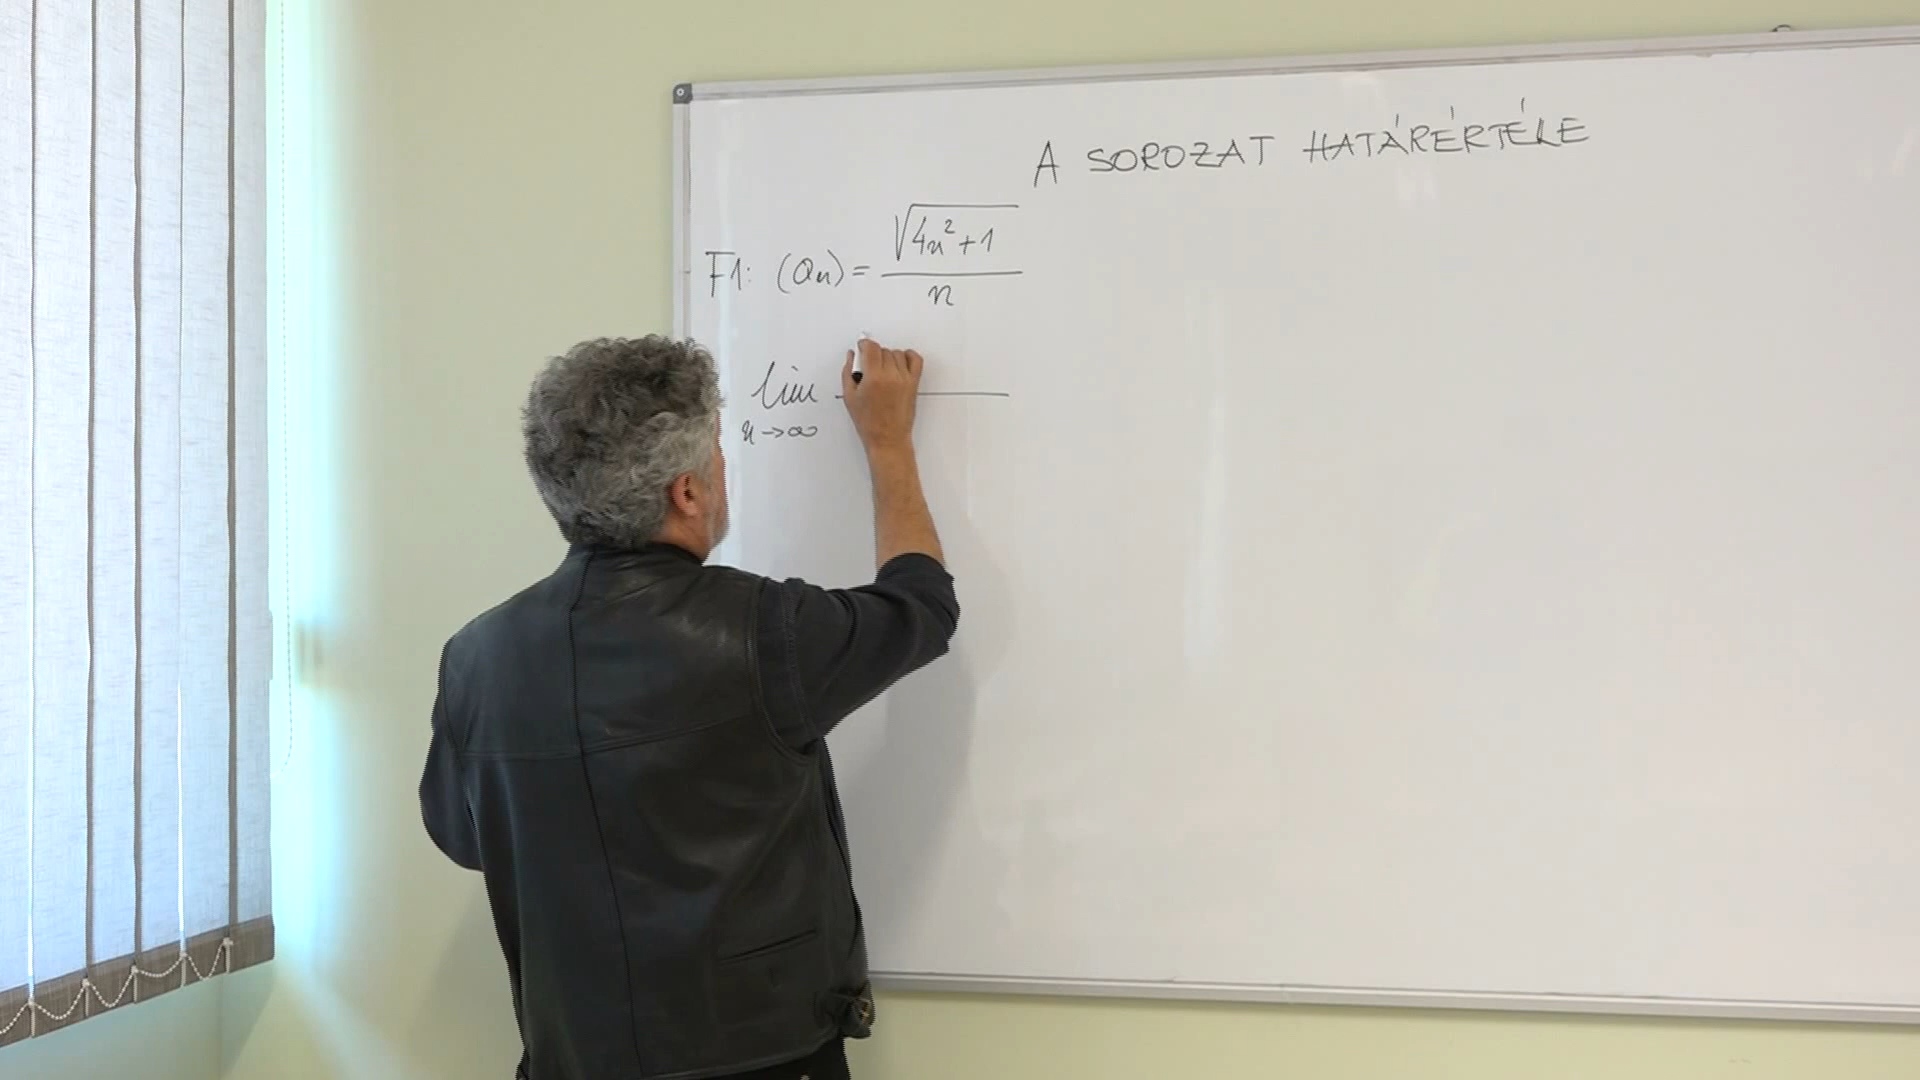 A SOROZAT HATÁRÉRTÉKE
F1: (an) = √4n²+1 / n
lim
n→∞